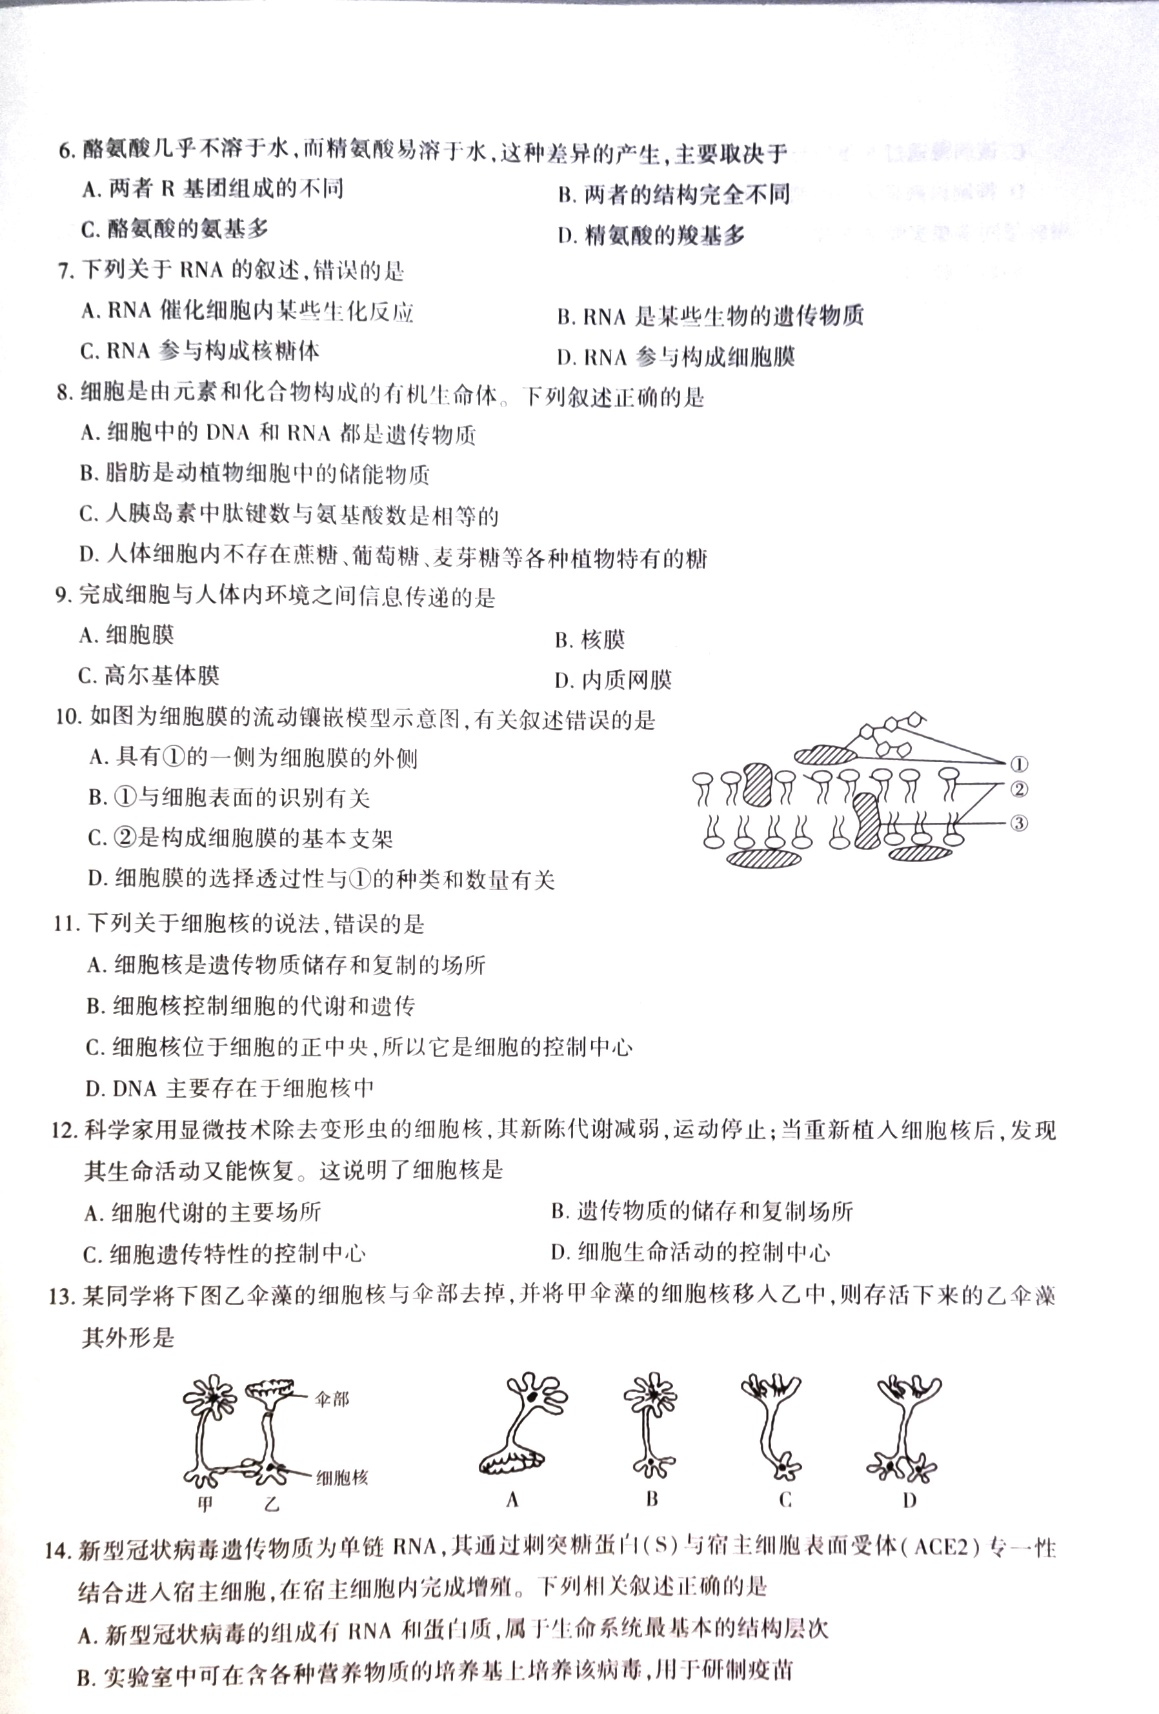 6. 酪氨酸几乎不溶于水,而精氨酸易溶于水,这种差异的产生,主要取决于
A. 两者 R 基团组成的不同
B. 两者的结构完全不同
C. 酪氨酸的氨基多
D. 精氨酸的羧基多
7. 下列关于 RNA 的叙述,错误的是
A. RNA 催化细胞内某些生化反应
B. RNA 是某些生物的遗传物质
C. RNA 参与构成核糖体
D. RNA 参与构成细胞膜
8. 细胞是由元素和化合物构成的有机生命体。下列叙述正确的是
A. 细胞中的 DNA 和 RNA 都是遗传物质
B. 脂肪是动植物细胞中的储能物质
C. 人胰岛素中肽键数与氨基酸数是相等的
D. 人体细胞内不存在蔗糖、葡萄糖、麦芽糖等各种植物特有的糖
9. 完成细胞与人体内环境之间信息传递的是
A. 细胞膜
B. 核膜
C. 高尔基体膜
D. 内质网膜
10. 如图为细胞膜的流动镶嵌模型示意图,有关叙述错误的是
A. 具有①的一侧为细胞膜的外侧
B. ①与细胞表面的识别有关
C. ②是构成细胞膜的基本支架
D. 细胞膜的选择透过性与①的种类和数量有关
①
②
③
11. 下列关于细胞核的说法,错误的是
A. 细胞核是遗传物质储存和复制的场所
B. 细胞核控制细胞的代谢和遗传
C. 细胞核位于细胞的正中央,所以它是细胞的控制中心
D. DNA 主要存在于细胞核中
12. 科学家用显微技术除去变形虫的细胞核,其新陈代谢减弱,运动停止;当重新植入细胞核后,发现
其生命活动又能恢复。这说明了细胞核是
A. 细胞代谢的主要场所
B. 遗传物质的储存和复制场所
C. 细胞遗传特性的控制中心
D. 细胞生命活动的控制中心
13. 某同学将下图乙伞藻的细胞核与伞部去掉,并将甲伞藻的细胞核移入乙中,则存活下来的乙伞藻
其外形是
伞部
细胞核
甲 乙 A B C D
14. 新型冠状病毒遗传物质为单链 RNA,其通过刺突糖蛋白(S)与宿主细胞表面受体(ACE2)专一性
结合进入宿主细胞,在宿主细胞内完成增殖。下列相关叙述正确的是
A. 新型冠状病毒的组成有 RNA 和蛋白质,属于生命系统最基本的结构层次
B. 实验室中可在含各种营养物质的培养基上培养该病毒,用于研制疫苗